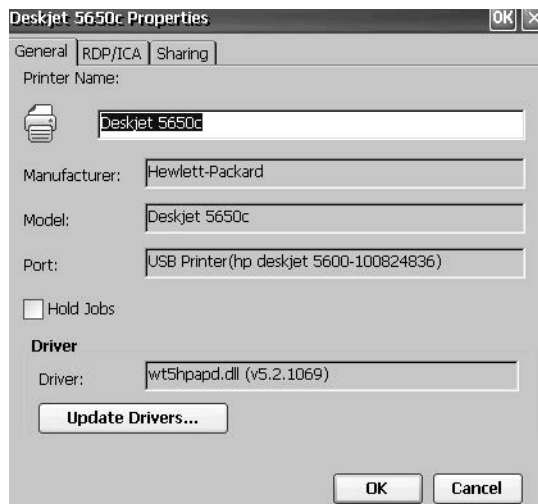 Deskjet 5650c Properties OK ×
General RDP/ICA Sharing
Printer Name:
Deskjet 5650c
Manufacturer: Hewlett-Packard
Model: Deskjet 5650c
Port: USB Printer(hp deskjet 5600-100824836)
Hold Jobs
Driver
Driver: wt5hpapd.dll (v5.2.1069)
Update Drivers...
OK Cancel